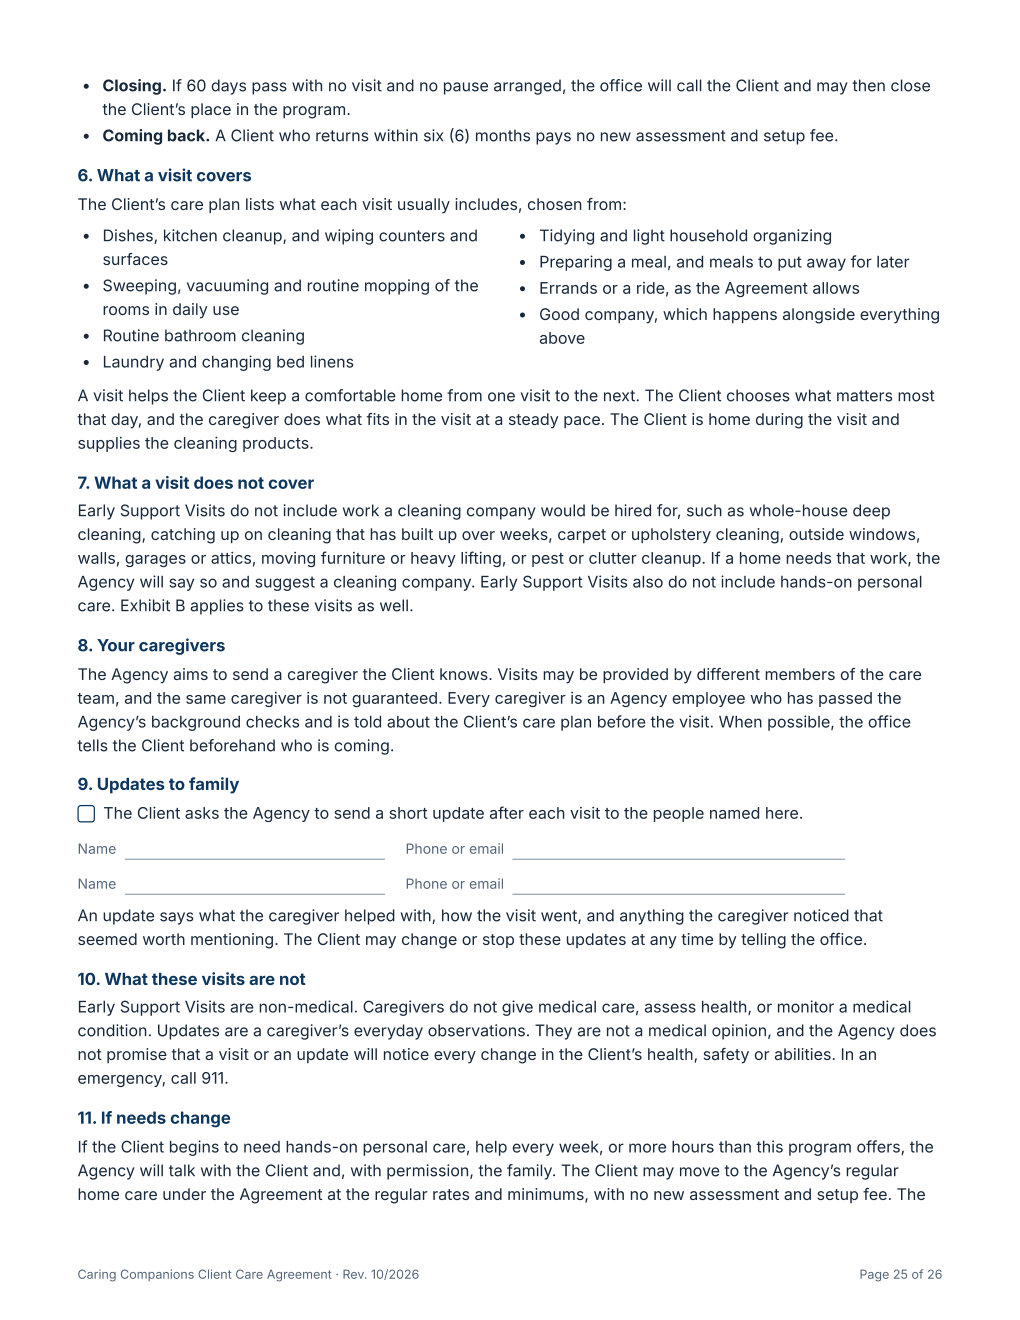 • Closing. If 60 days pass with no visit and no pause arranged, the office will call the Client and may then close
the Client’s place in the program.
• Coming back. A Client who returns within six (6) months pays no new assessment and setup fee.
6. What a visit covers
The Client’s care plan lists what each visit usually includes, chosen from:
• Dishes, kitchen cleanup, and wiping counters and
surfaces
• Sweeping, vacuuming and routine mopping of the
rooms in daily use
• Routine bathroom cleaning
• Laundry and changing bed linens
• Tidying and light household organizing
• Preparing a meal, and meals to put away for later
• Errands or a ride, as the Agreement allows
• Good company, which happens alongside everything
above
A visit helps the Client keep a comfortable home from one visit to the next. The Client chooses what matters most
that day, and the caregiver does what fits in the visit at a steady pace. The Client is home during the visit and
supplies the cleaning products.
7. What a visit does not cover
Early Support Visits do not include work a cleaning company would be hired for, such as whole-house deep
cleaning, catching up on cleaning that has built up over weeks, carpet or upholstery cleaning, outside windows,
walls, garages or attics, moving furniture or heavy lifting, or pest or clutter cleanup. If a home needs that work, the
Agency will say so and suggest a cleaning company. Early Support Visits also do not include hands-on personal
care. Exhibit B applies to these visits as well.
8. Your caregivers
The Agency aims to send a caregiver the Client knows. Visits may be provided by different members of the care
team, and the same caregiver is not guaranteed. Every caregiver is an Agency employee who has passed the
Agency’s background checks and is told about the Client’s care plan before the visit. When possible, the office
tells the Client beforehand who is coming.
9. Updates to family
The Client asks the Agency to send a short update after each visit to the people named here.
Name Phone or email
Name Phone or email
An update says what the caregiver helped with, how the visit went, and anything the caregiver noticed that
seemed worth mentioning. The Client may change or stop these updates at any time by telling the office.
10. What these visits are not
Early Support Visits are non-medical. Caregivers do not give medical care, assess health, or monitor a medical
condition. Updates are a caregiver’s everyday observations. They are not a medical opinion, and the Agency does
not promise that a visit or an update will notice every change in the Client’s health, safety or abilities. In an
emergency, call 911.
11. If needs change
If the Client begins to need hands-on personal care, help every week, or more hours than this program offers, the
Agency will talk with the Client and, with permission, the family. The Client may move to the Agency’s regular
home care under the Agreement at the regular rates and minimums, with no new assessment and setup fee. The
Caring Companions Client Care Agreement · Rev. 10/2026 Page 25 of 26